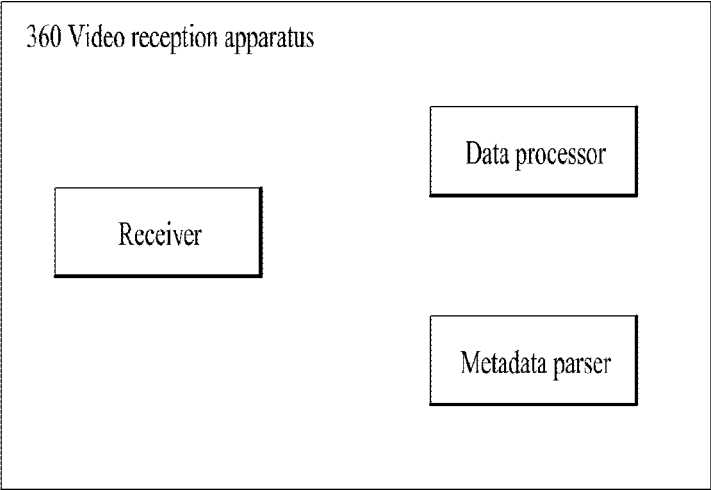 360 Video reception apparatus
Data processor
Receiver
Metadata parser